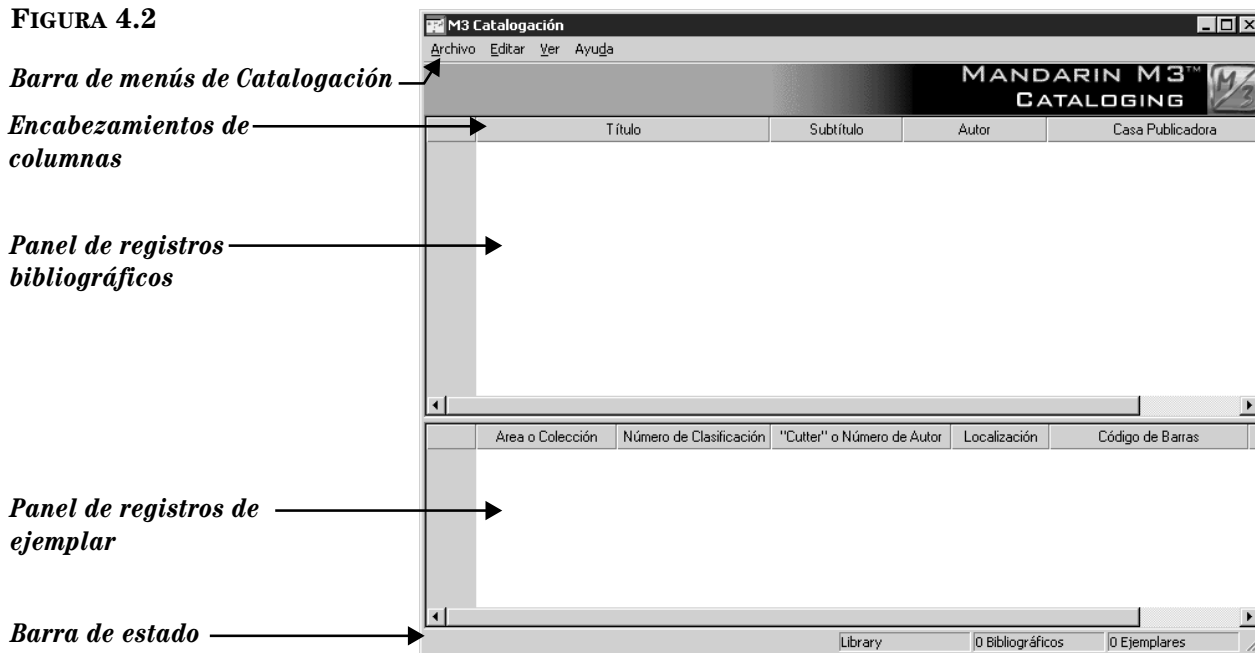 FIGURA 4.2
M3 Catalogación
Archivo Editar Ver Ayuda
Barra de menús de Catalogación
MANDARIN M3™
CATALOGING
M/3
Encabezamientos de
columnas
Título Subtítulo Autor Casa Publicadora
Panel de registros
bibliográficos
Area o Colección Número de Clasificación "Cutter" o Número de Autor Localización Código de Barras
Panel de registros de
ejemplar
Barra de estado
Library 0 Bibliográficos 0 Ejemplares